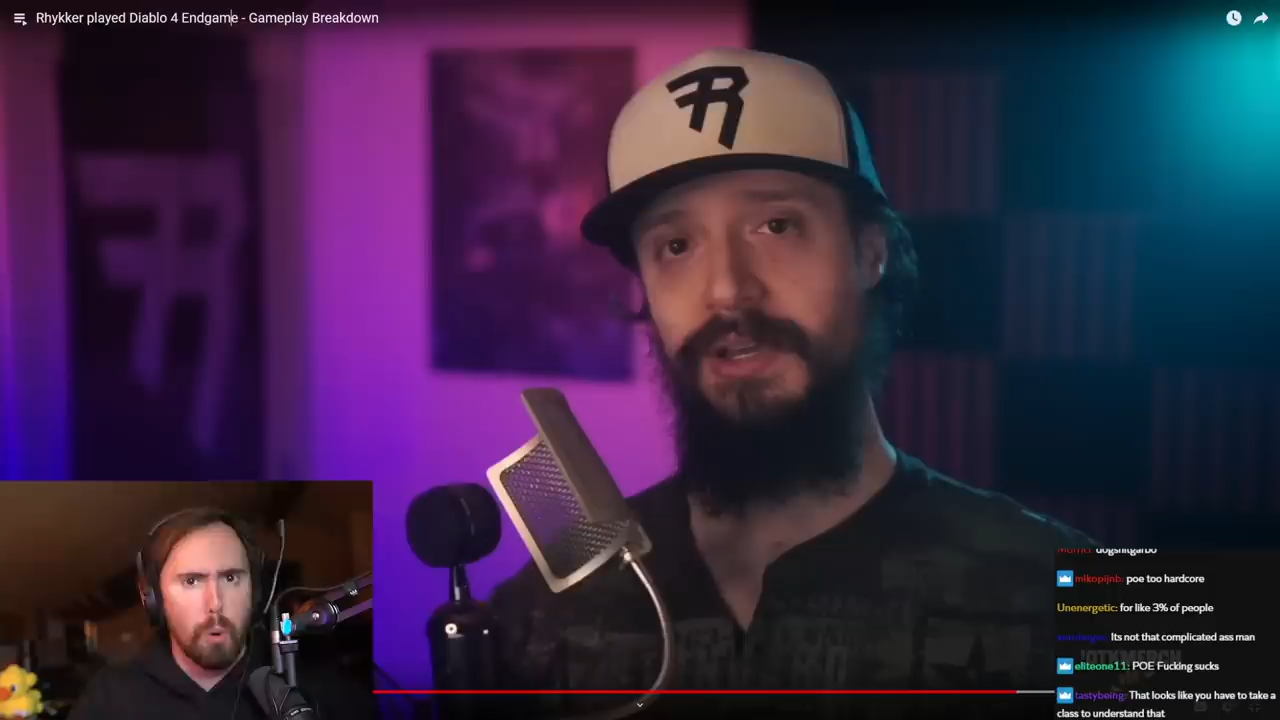 Rhykker played Diablo 4 Endgame - Gameplay Breakdown
dogshitgarbo
mikopijnb: poe too hardcore
Unenergetic: for like 3% of people
Its not that complicated ass man
eliteone11: POE Fucking sucks
tastybeing: That looks like you have to take a
class to understand that